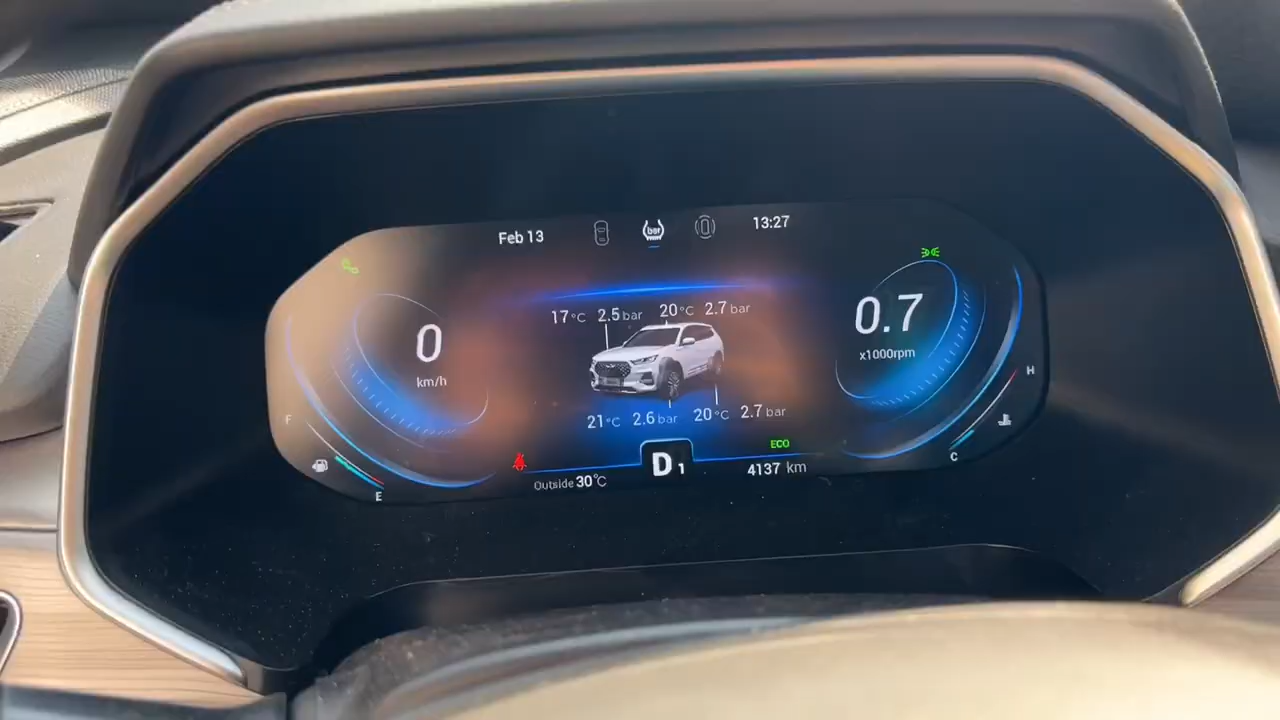 Feb 13
bar
13:27
17°C 2.5 bar 20°C 2.7 bar
0
km/h
0.7
x1000rpm
H
F
21°C 2.6 bar 20°C 2.7 bar
ECO
D 1
C
4137 km
Outside 30°C
E